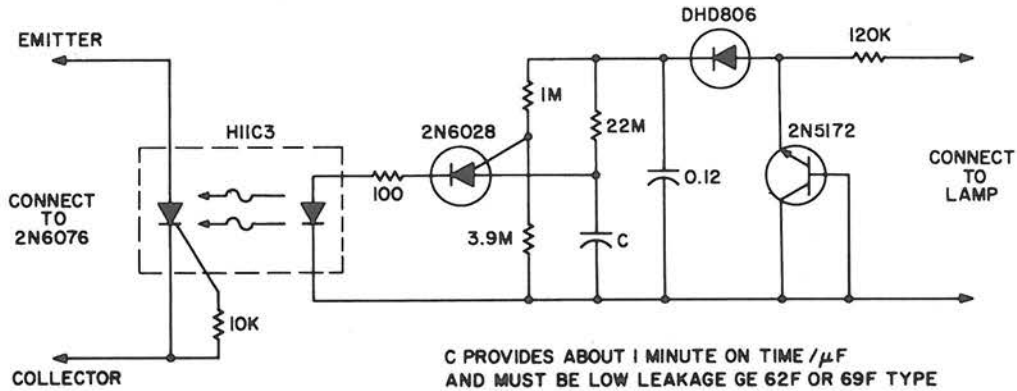 DHD806
EMITTER
120K
1M
H11C3
2N6028
22M
2N5172
CONNECT
TO
2N6076
100
0.12
CONNECT
TO
LAMP
3.9M
C
10K
COLLECTOR
C PROVIDES ABOUT 1 MINUTE ON TIME/µF
AND MUST BE LOW LEAKAGE GE 62F OR 69F TYPE